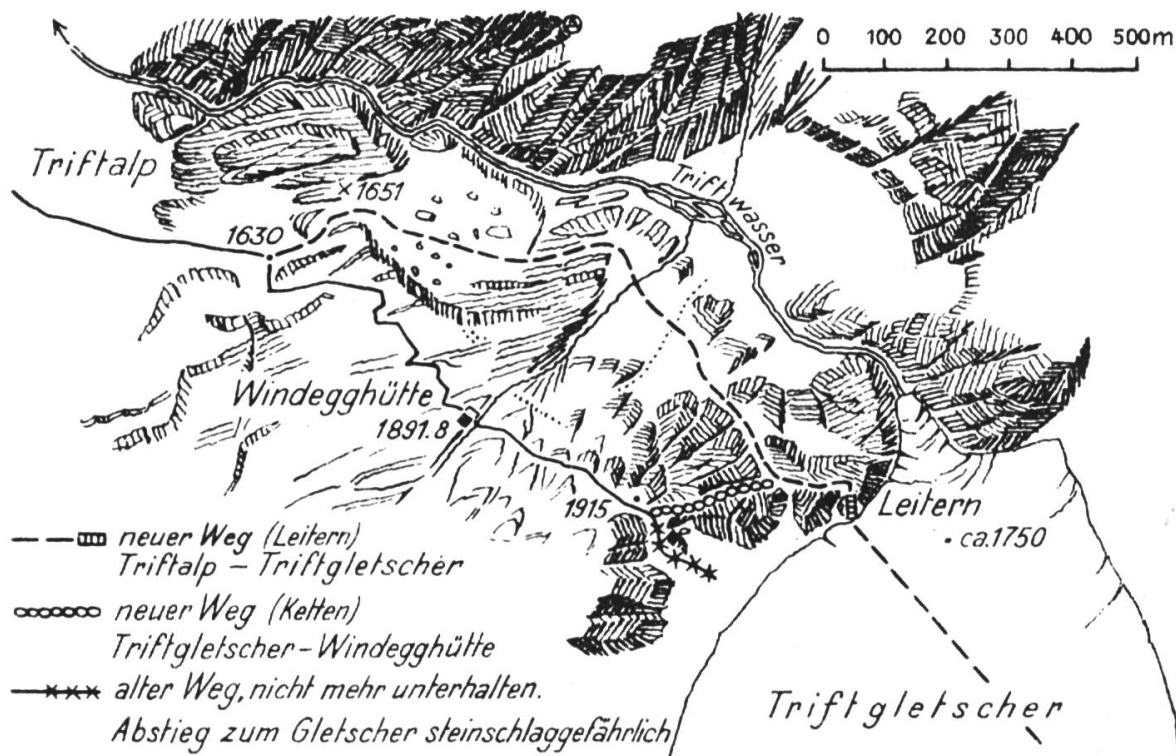 0 100 200 300 400 500m
Triftalp
×1651
Triftwasser
1630
Windegghütte
1891.8
1915
Leitern
ca.1750
neuer Weg (Leitern)
Triftalp – Triftgletscher
neuer Weg (Ketten)
Triftgletscher – Windegghütte
alter Weg, nicht mehr unterhalten.
Abstieg zum Gletscher steinschlaggefährlich
Triftgletscher